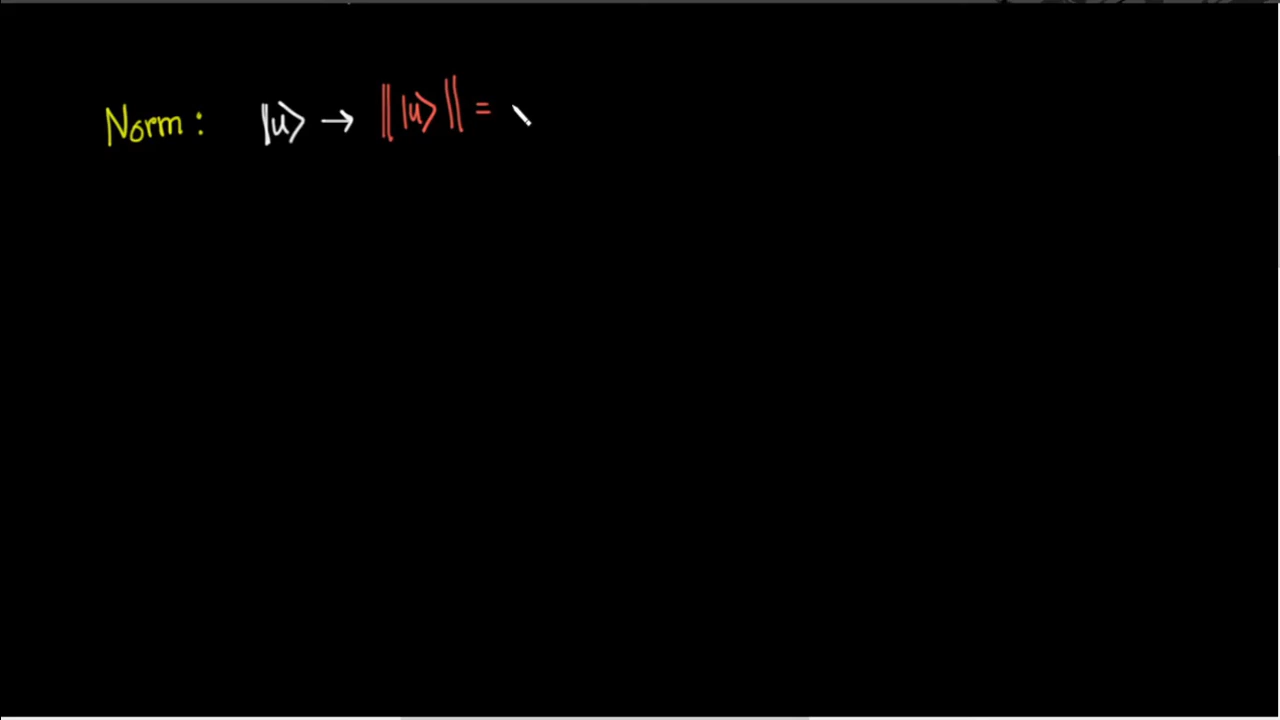 Norm : |u⟩ → || |u⟩ || =